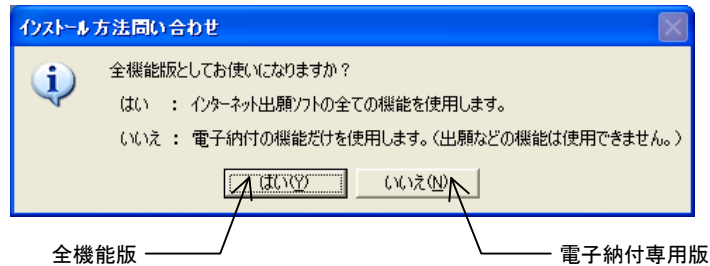 インストール方法問い合わせ
全機能版としてお使いになりますか？
はい ： インターネット出願ソフトの全ての機能を使用します。
いいえ ： 電子納付の機能だけを使用します。（出願などの機能は使用できません。）
はい(Y) いいえ(N)
全機能版 電子納付専用版